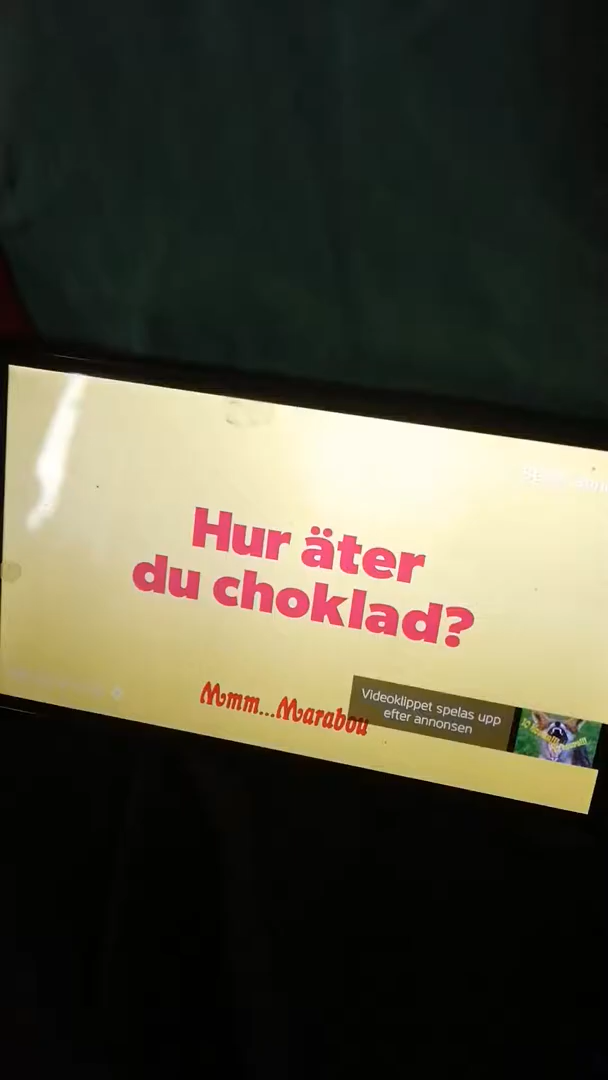 Hur äter
du choklad?
Mmm...Marabou
Videoklippet spelas upp
efter annonsen